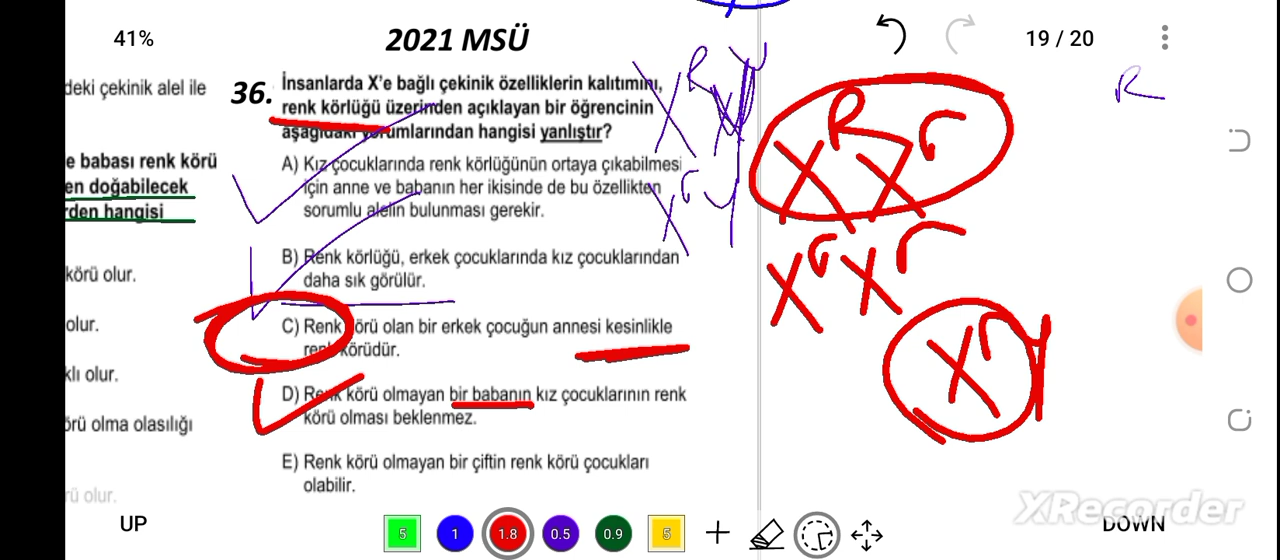 41%
2021 MSÜ
19 / 20
deki çekinik alel ile
e babası renk körü
en doğabilecek
rden hangisi
körü olur.
olur.
klı olur.
örü olma olasılığı
rü olur.
36. İnsanlarda X'e bağlı çekinik özelliklerin kalıtımını,
renk körlüğü üzerinden açıklayan bir öğrencinin
aşağıdaki yorumlarından hangisi yanlıştır?
A) Kız çocuklarında renk körlüğünün ortaya çıkabilmesi
için anne ve babanın her ikisinde de bu özellikten
sorumlu alelin bulunması gerekir.
B) Renk körlüğü, erkek çocuklarında kız çocuklarından
daha sık görülür.
C) Renk körü olan bir erkek çocuğun annesi kesinlikle
renk körüdür.
D) Renk körü olmayan bir babanın kız çocuklarının renk
körü olması beklenmez.
E) Renk körü olmayan bir çiftin renk körü çocukları
olabilir.
X^r y
R
X^R X^r
X^r X^r
X^r y
XRecorder
UP
5
1
1.8
0.5
0.9
5
DOWN